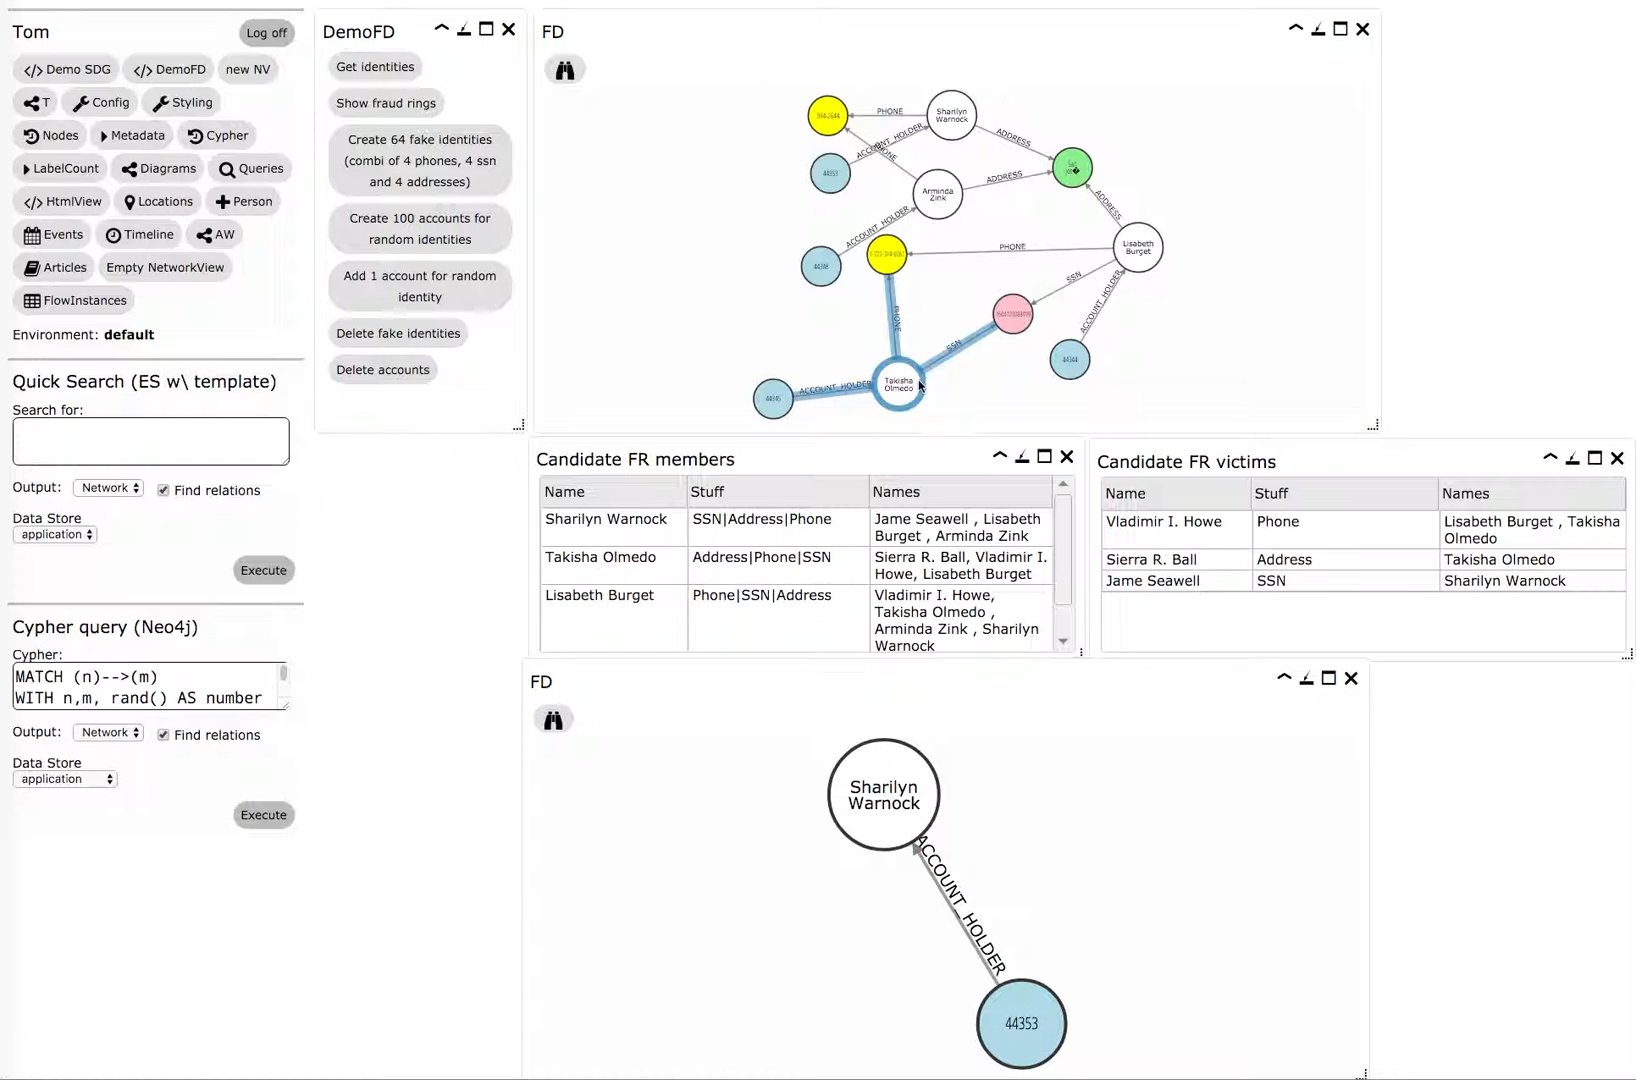 Tom
Log off
</> Demo SDG
</> DemoFD
new NV
T
Config
Styling
Nodes
Metadata
Cypher
LabelCount
Diagrams
Queries
</> HtmlView
Locations
Person
Events
Timeline
AW
Articles
Empty NetworkView
FlowInstances
Environment: default
Quick Search (ES w\ template)
Search for:
Output: Network Find relations
Data Store
application
Execute
Cypher query (Neo4j)
Cypher:
MATCH (n)-->(m)
WITH n,m, rand() AS number
Output: Network Find relations
Data Store
application
Execute
DemoFD
Get identities
Show fraud rings
Create 64 fake identities
(combi of 4 phones, 4 ssn
and 4 addresses)
Create 100 accounts for
random identities
Add 1 account for random
identity
Delete fake identities
Delete accounts
FD
PHONE
Sharilyn
Warnock
ACCOUNT_HOLDER
PHONE
ADDRESS
44353
Arminda
Zink
ADDRESS
ADDRESS
ACCOUNT_HOLDER
44348
PHONE
Lisabeth
Burget
SSN
ACCOUNT_HOLDER
PHONE
SSN
44344
Takisha
Olmedo
ACCOUNT_HOLDER
44345
Candidate FR members
Name Stuff Names
Sharilyn Warnock SSN|Address|Phone Jame Seawell , Lisabeth
Burget , Arminda Zink
Takisha Olmedo Address|Phone|SSN Sierra R. Ball, Vladimir I.
Howe, Lisabeth Burget
Lisabeth Burget Phone|SSN|Address Vladimir I. Howe,
Takisha Olmedo ,
Arminda Zink , Sharilyn
Warnock
Candidate FR victims
Name Stuff Names
Vladimir I. Howe Phone Lisabeth Burget , Takisha
Olmedo
Sierra R. Ball Address Takisha Olmedo
Jame Seawell SSN Sharilyn Warnock
FD
Sharilyn
Warnock
ACCOUNT_HOLDER
44353